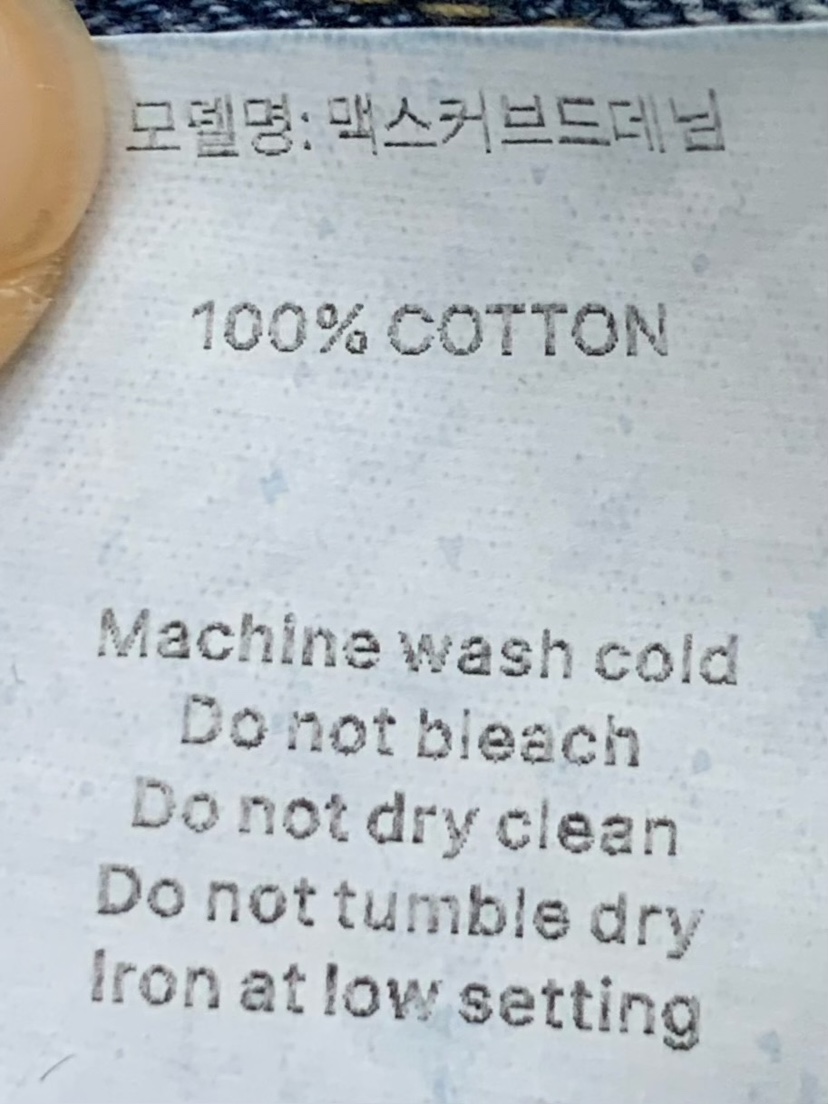 모델명: 맥스커브드데님
100% COTTON
Machine wash cold
Do not bleach
Do not dry clean
Do not tumble dry
Iron at low setting